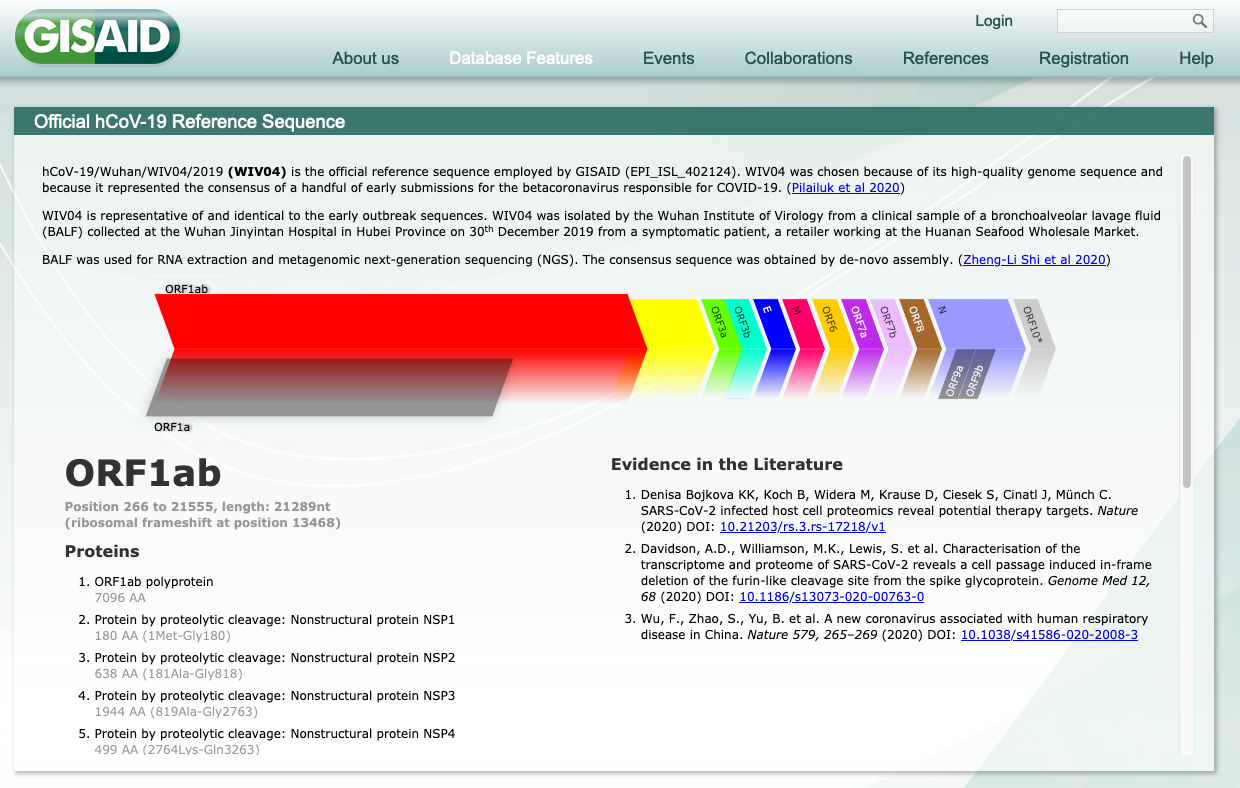 GISAID
Login
About us Database Features Events Collaborations References Registration Help
Official hCoV-19 Reference Sequence
hCoV-19/Wuhan/WIV04/2019 (WIV04) is the official reference sequence employed by GISAID (EPI_ISL_402124). WIV04 was chosen because of its high-quality genome sequence and
because it represented the consensus of a handful of early submissions for the betacoronavirus responsible for COVID-19. (Pilailuk et al 2020)
WIV04 is representative of and identical to the early outbreak sequences. WIV04 was isolated by the Wuhan Institute of Virology from a clinical sample of a bronchoalveolar lavage fluid
(BALF) collected at the Wuhan Jinyintan Hospital in Hubei Province on 30th December 2019 from a symptomatic patient, a retailer working at the Huanan Seafood Wholesale Market.
BALF was used for RNA extraction and metagenomic next-generation sequencing (NGS). The consensus sequence was obtained by de-novo assembly. (Zheng-Li Shi et al 2020)
ORF1ab
ORF3a
ORF3b
E
M
ORF6
ORF7a
ORF7b
ORF8
N
ORF10*
ORF9a
ORF9b
ORF1a
ORF1ab
Position 266 to 21555, length: 21289nt
(ribosomal frameshift at position 13468)
Proteins
1. ORF1ab polyprotein
7096 AA
2. Protein by proteolytic cleavage: Nonstructural protein NSP1
180 AA (1Met-Gly180)
3. Protein by proteolytic cleavage: Nonstructural protein NSP2
638 AA (181Ala-Gly818)
4. Protein by proteolytic cleavage: Nonstructural protein NSP3
1944 AA (819Ala-Gly2763)
5. Protein by proteolytic cleavage: Nonstructural protein NSP4
499 AA (2764Lys-Gln3263)
Evidence in the Literature
1. Denisa Bojkova KK, Koch B, Widera M, Krause D, Ciesek S, Cinatl J, Münch C.
SARS-CoV-2 infected host cell proteomics reveal potential therapy targets. Nature
(2020) DOI: 10.21203/rs.3.rs-17218/v1
2. Davidson, A.D., Williamson, M.K., Lewis, S. et al. Characterisation of the
transcriptome and proteome of SARS-CoV-2 reveals a cell passage induced in-frame
deletion of the furin-like cleavage site from the spike glycoprotein. Genome Med 12,
68 (2020) DOI: 10.1186/s13073-020-00763-0
3. Wu, F., Zhao, S., Yu, B. et al. A new coronavirus associated with human respiratory
disease in China. Nature 579, 265–269 (2020) DOI: 10.1038/s41586-020-2008-3